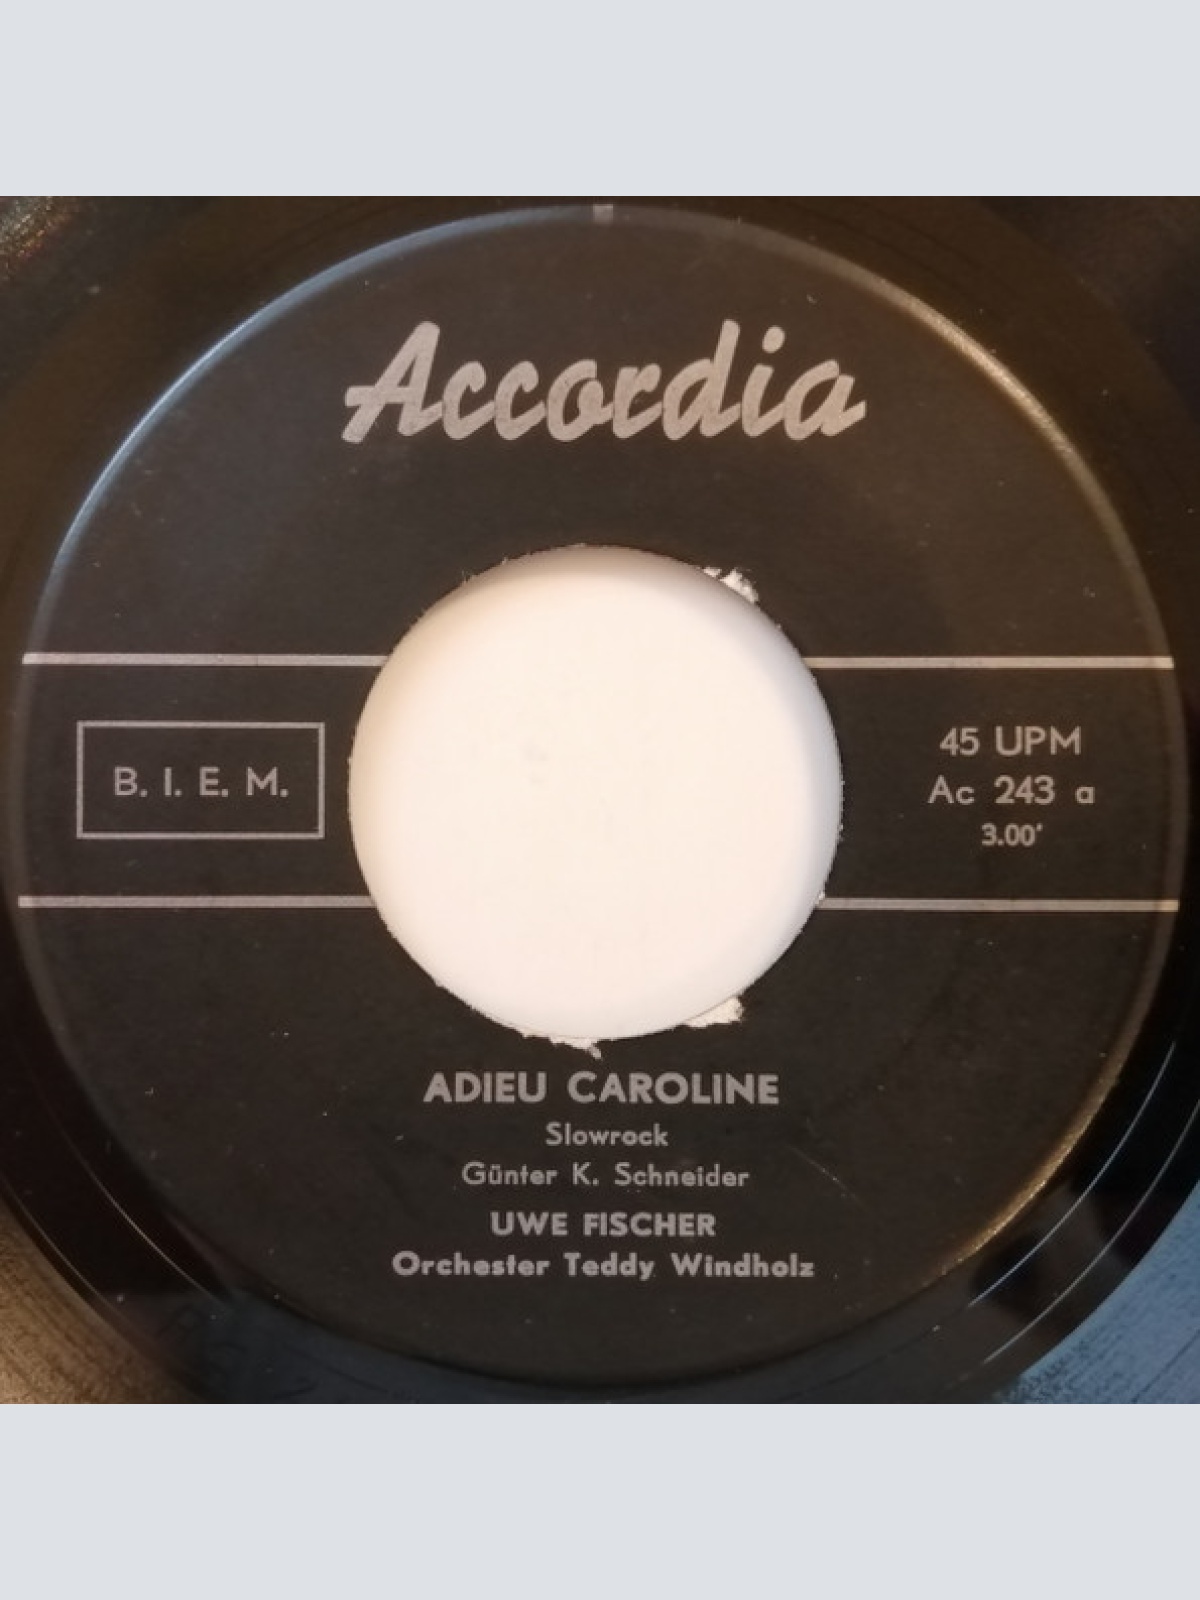 Accordia
B. I. E. M.
45 UPM
Ac 243 a
3.00'
ADIEU CAROLINE
Slowrock
Günter K. Schneider
UWE FISCHER
Orchester Teddy Windholz